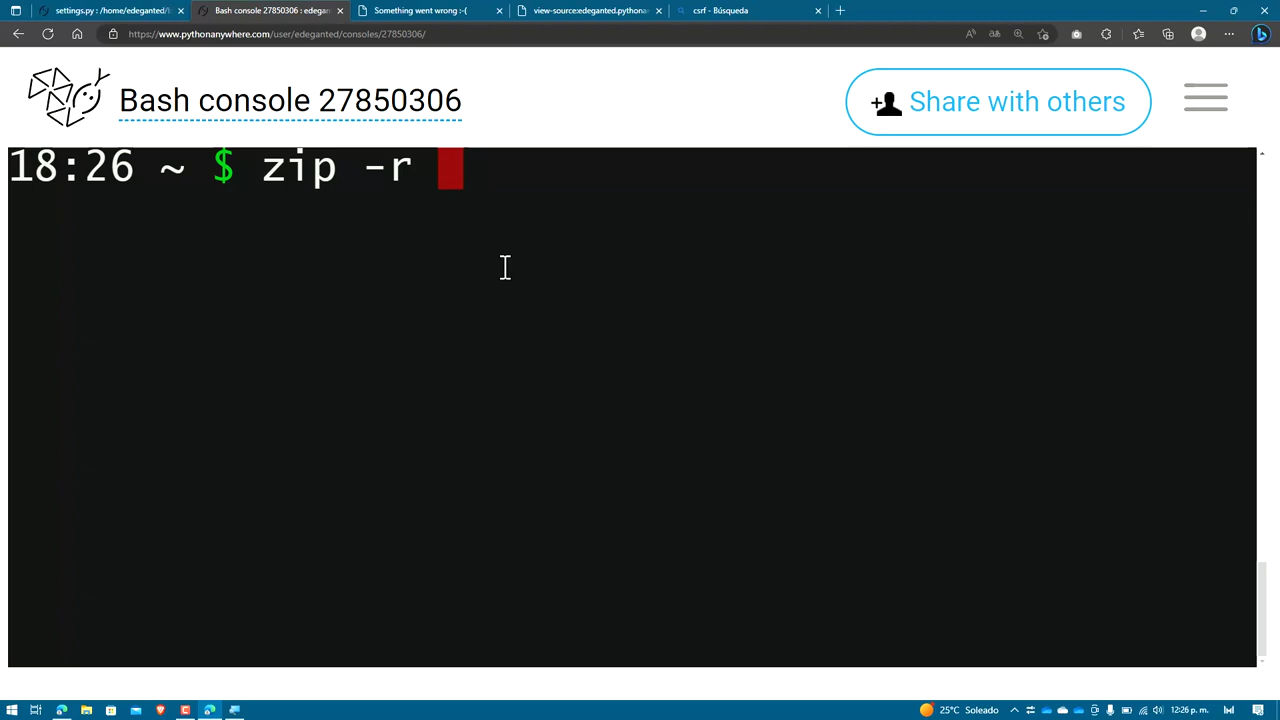 settings.py : /home/edeganted/l
Bash console 27850306 : edegan
Something went wrong :-(
view-source:edeganted.pythonan
csrf - Búsqueda
https://www.pythonanywhere.com/user/edeganted/consoles/27850306/
Bash console 27850306
Share with others
18:26 ~ $ zip -r
25°C Soleado
12:26 p. m.